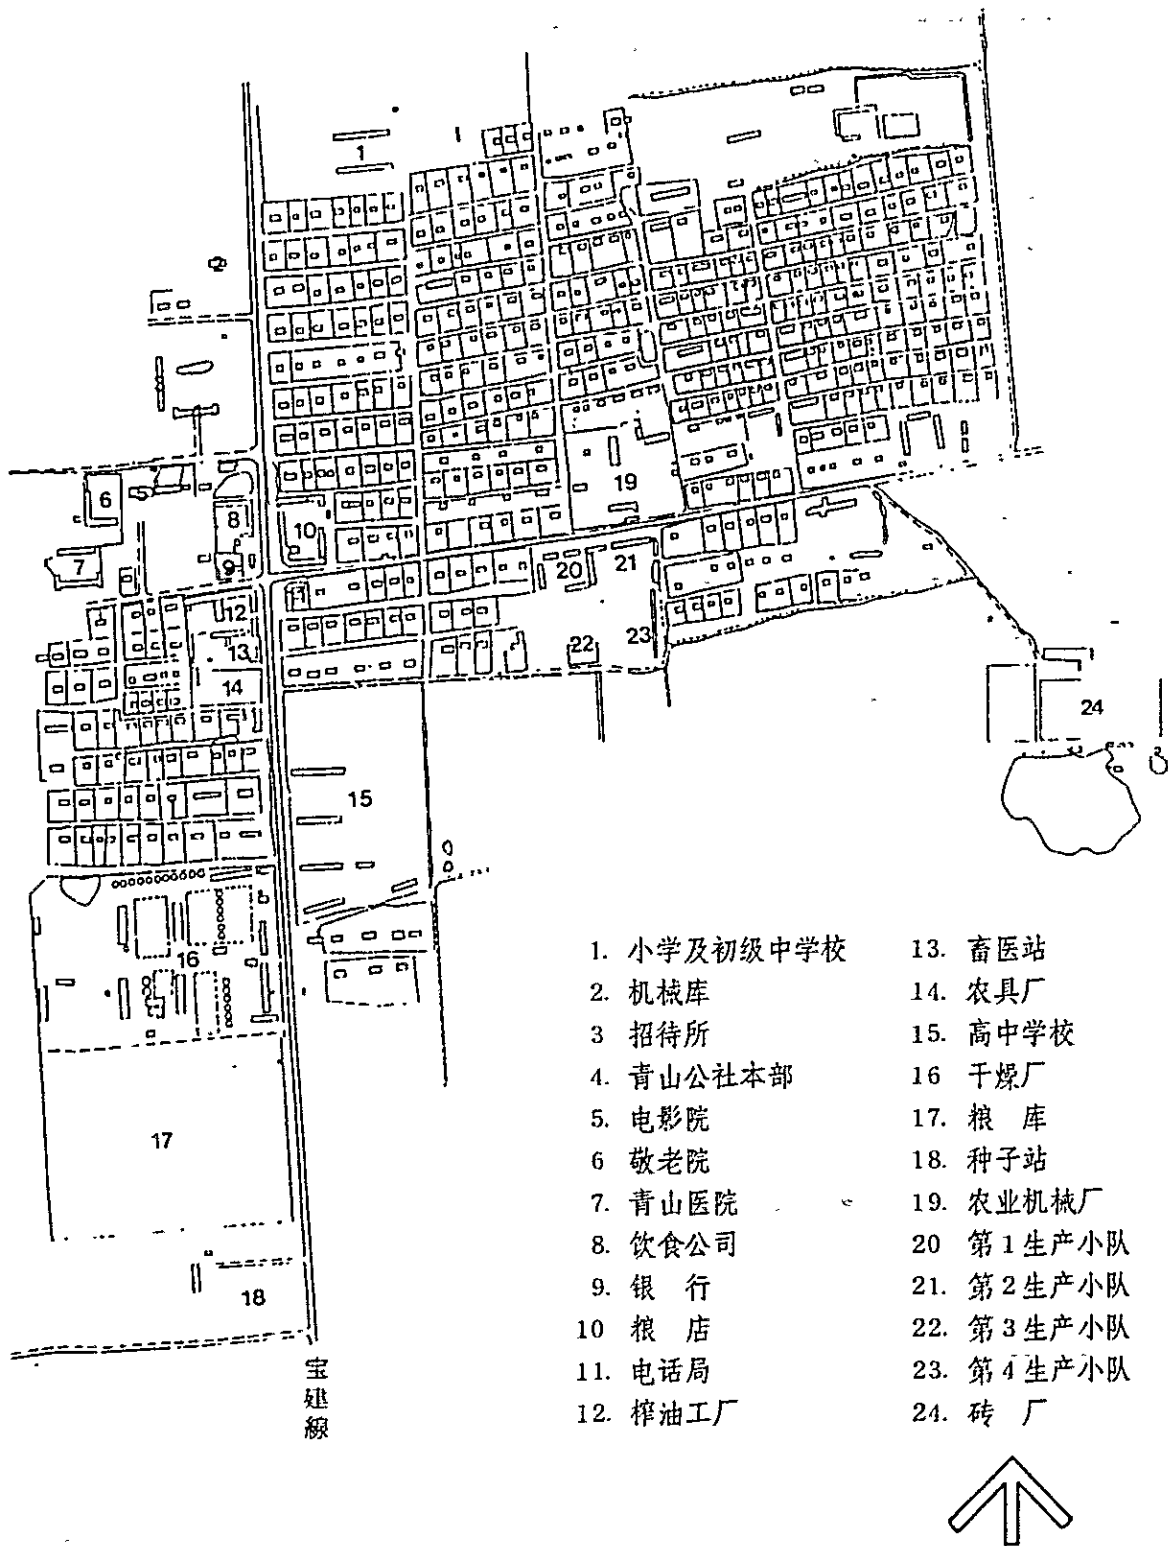 1
2
6
5
8
10
19
7
9
20
21
12
22
23
13
14
24
15
16
17
18
宝建線
1. 小学及初级中学校
2. 机械库
3 招待所
4. 青山公社本部
5. 电影院
6 敬老院
7. 青山医院
8. 饮食公司
9. 银 行
10 粮 店
11. 电话局
12. 榨油工厂
13. 畜医站
14. 农具厂
15. 高中学校
16 干燥厂
17. 粮 库
18. 种子站
19. 农业机械厂
20 第1生产小队
21. 第2生产小队
22. 第3生产小队
23. 第4生产小队
24. 砖 厂